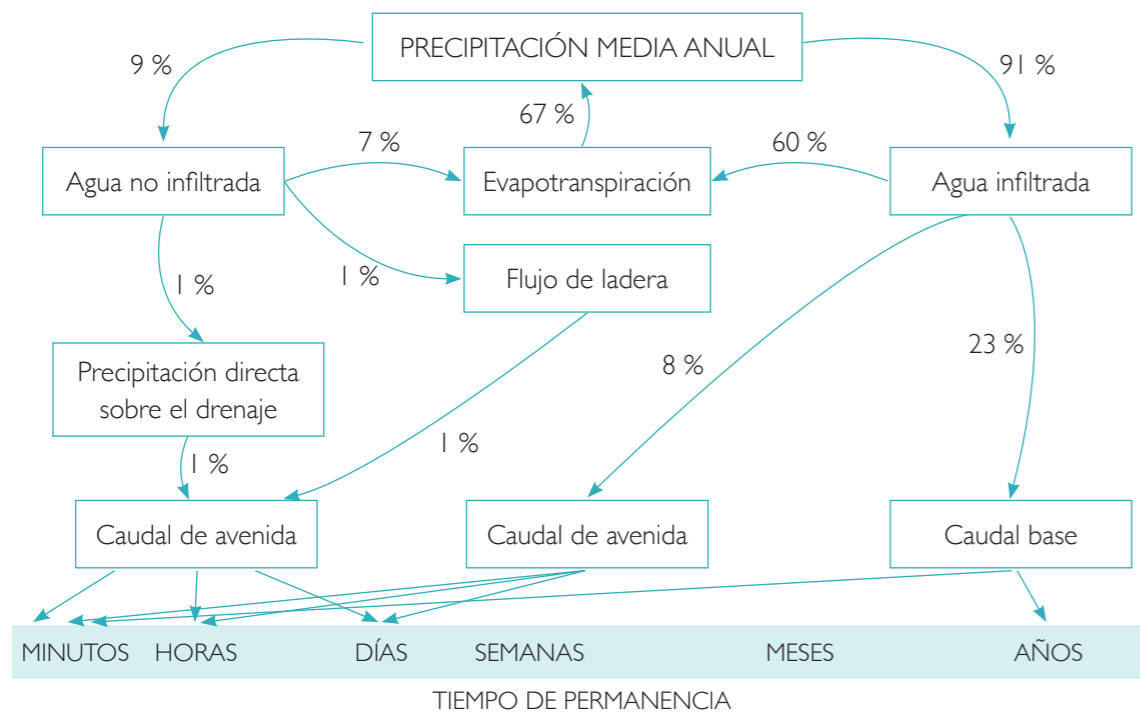 PRECIPITACIÓN MEDIA ANUAL
9 %
91 %
67 %
7 %
60 %
Agua no infiltrada
Evapotranspiración
Agua infiltrada
1 %
1 %
Flujo de ladera
23 %
8 %
Precipitación directa
sobre el drenaje
1 %
1 %
Caudal de avenida
Caudal de avenida
Caudal base
MINUTOS
HORAS
DÍAS
SEMANAS
MESES
AÑOS
TIEMPO DE PERMANENCIA